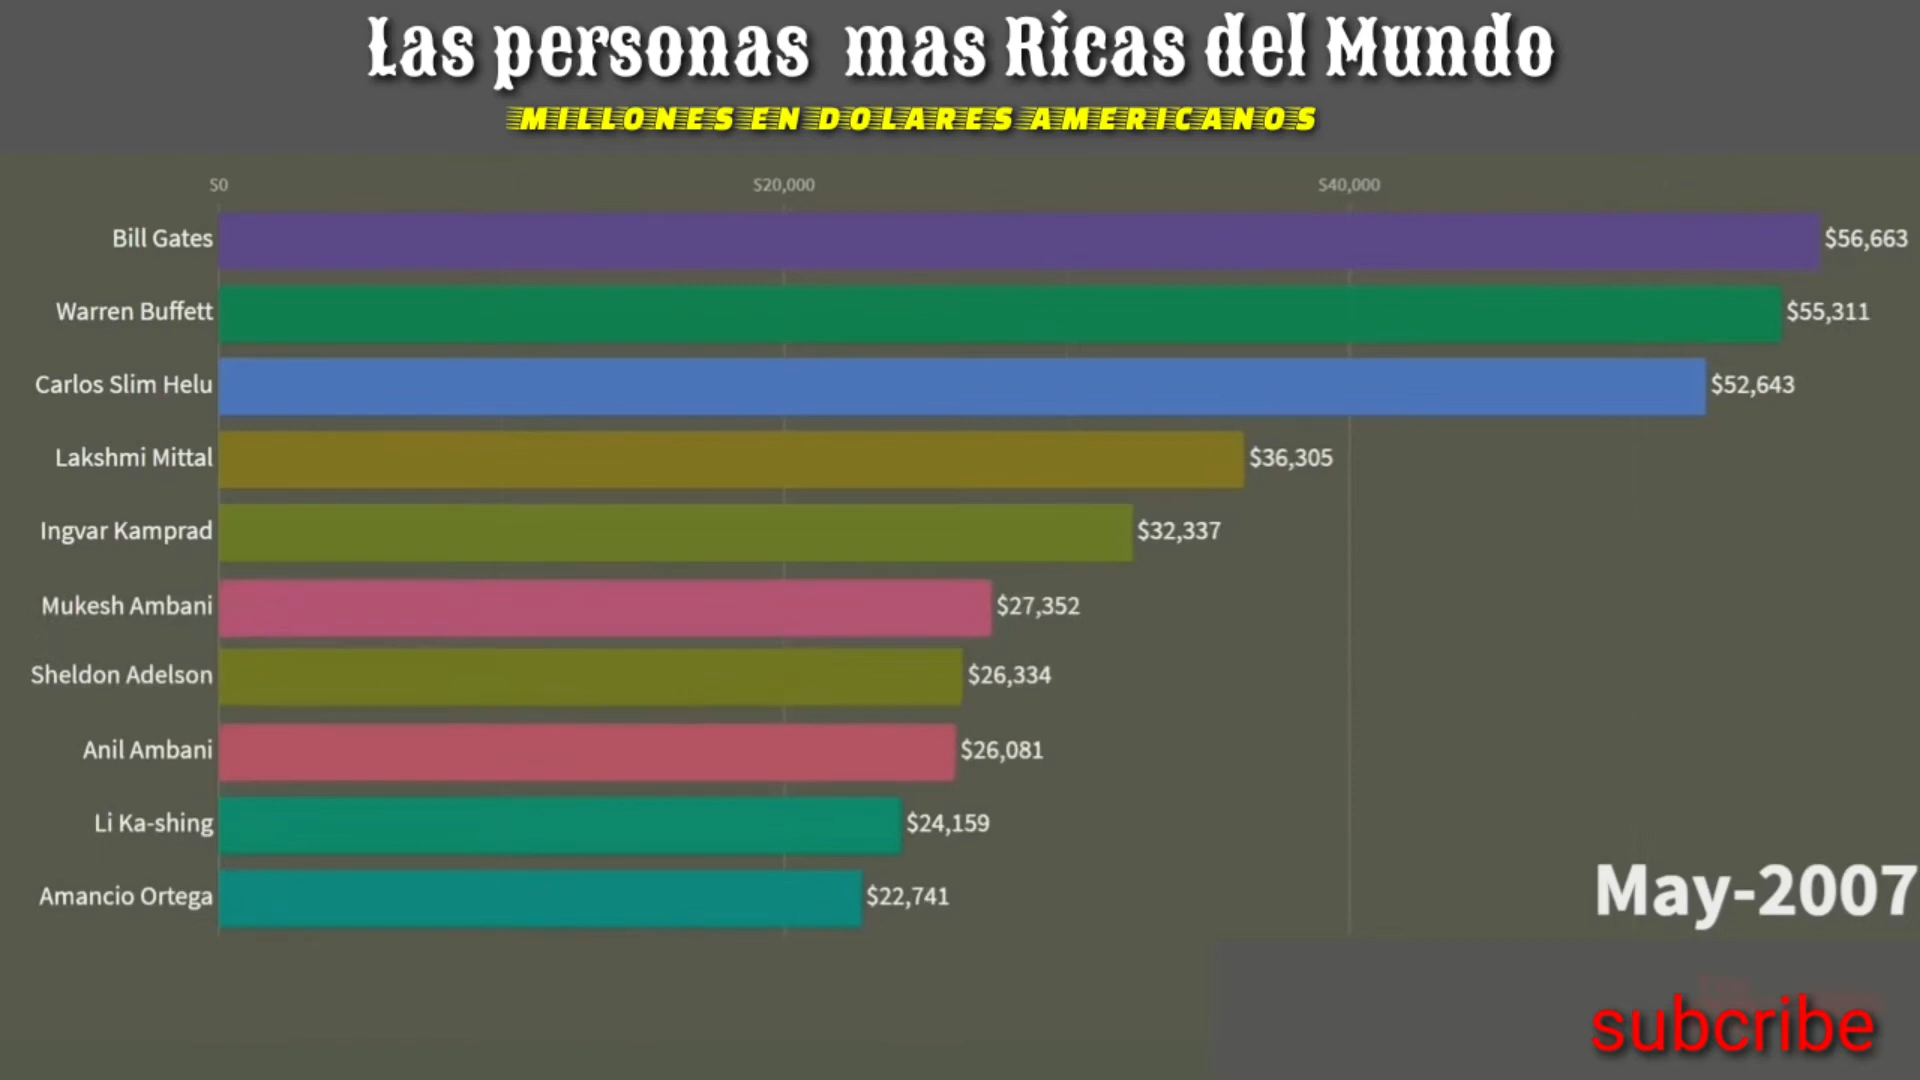 Las personas mas Ricas del Mundo
MILLONES EN DOLARES AMERICANOS
$0 $20,000 $40,000
Bill Gates $56,663
Warren Buffett $55,311
Carlos Slim Helu $52,643
Lakshmi Mittal $36,305
Ingvar Kamprad $32,337
Mukesh Ambani $27,352
Sheldon Adelson $26,334
Anil Ambani $26,081
Li Ka-shing $24,159
Amancio Ortega $22,741
May-2007
subcribe